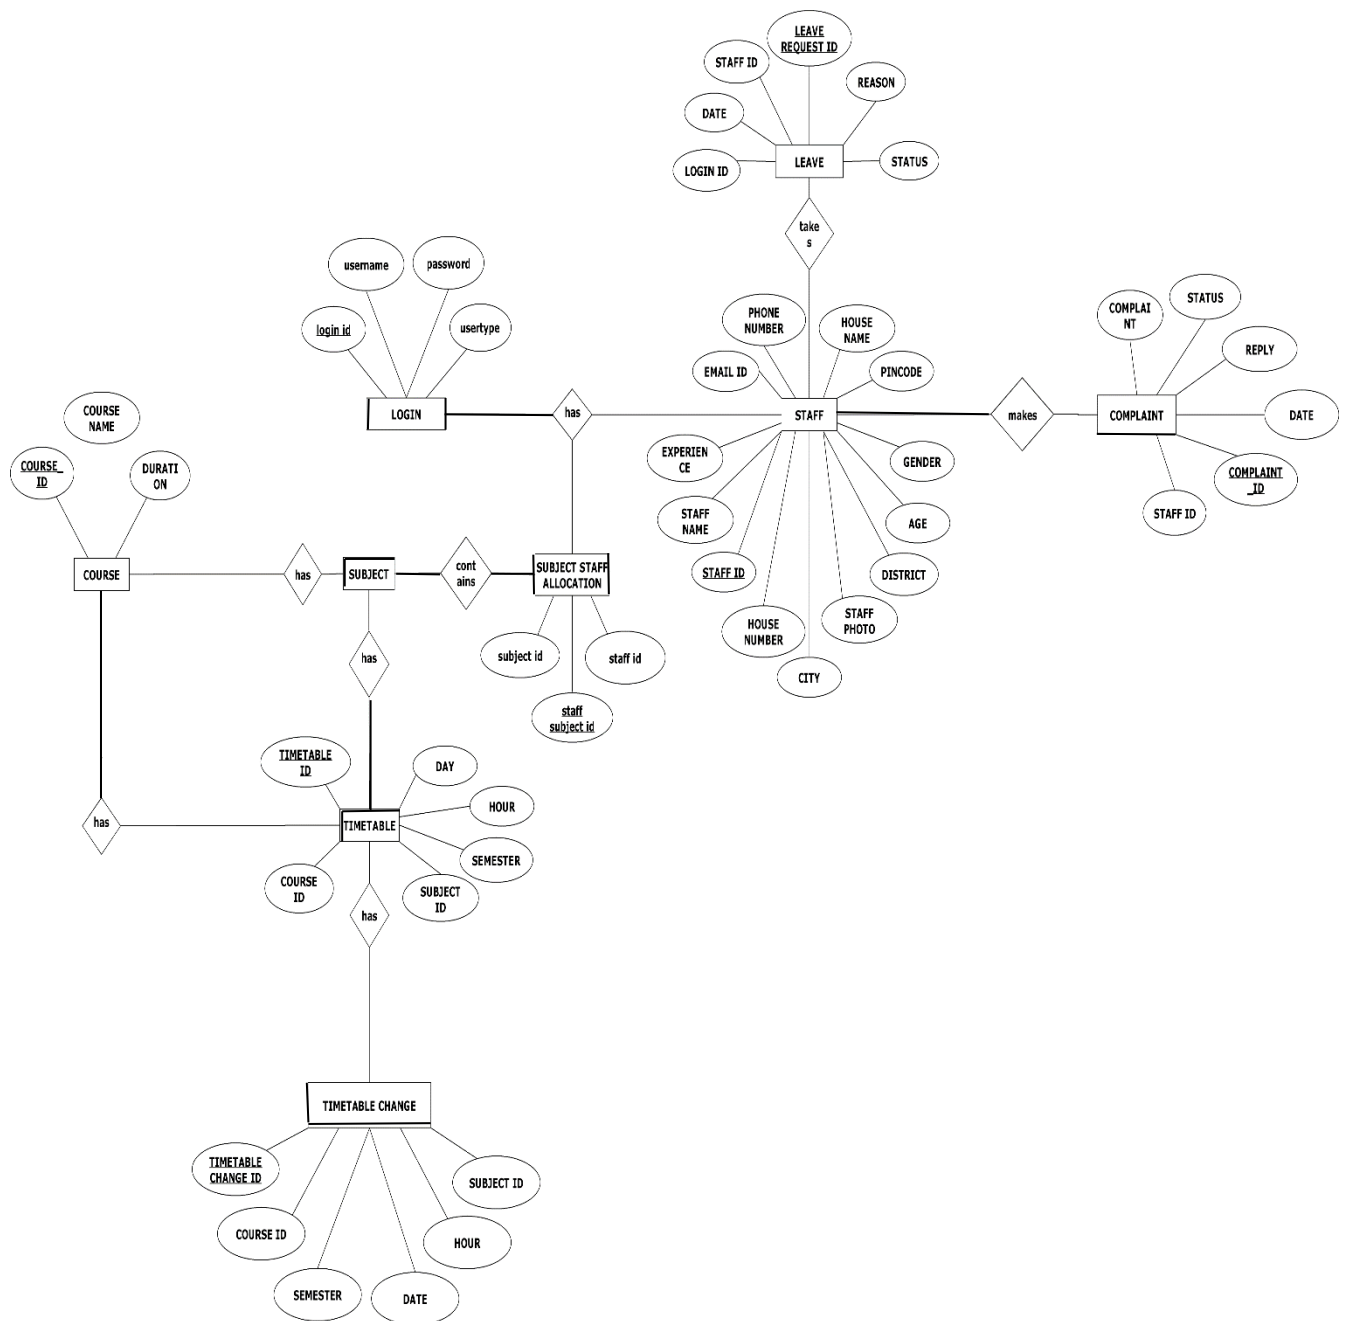 LEAVE
REQUEST ID
STAFF ID
REASON
DATE
LOGIN ID
LEAVE
STATUS
take
s
username
password
login id
usertype
LOGIN
has
PHONE
NUMBER
HOUSE
NAME
EMAIL ID
PINCODE
STAFF
EXPERIEN
CE
GENDER
STAFF
NAME
AGE
STAFF ID
DISTRICT
HOUSE
NUMBER
STAFF
PHOTO
CITY
makes
COMPLAI
NT
STATUS
REPLY
COMPLAINT
DATE
COMPLAINT
_ID
STAFF ID
COURSE
NAME
COURSE_
ID
DURATI
ON
COURSE
has
SUBJECT
cont
ains
SUBJECT STAFF
ALLOCATION
subject id
staff id
staff
subject id
has
TIMETABLE
ID
DAY
HOUR
has
TIMETABLE
SEMESTER
COURSE
ID
SUBJECT
ID
has
TIMETABLE CHANGE
TIMETABLE
CHANGE ID
SUBJECT ID
COURSE ID
HOUR
SEMESTER
DATE